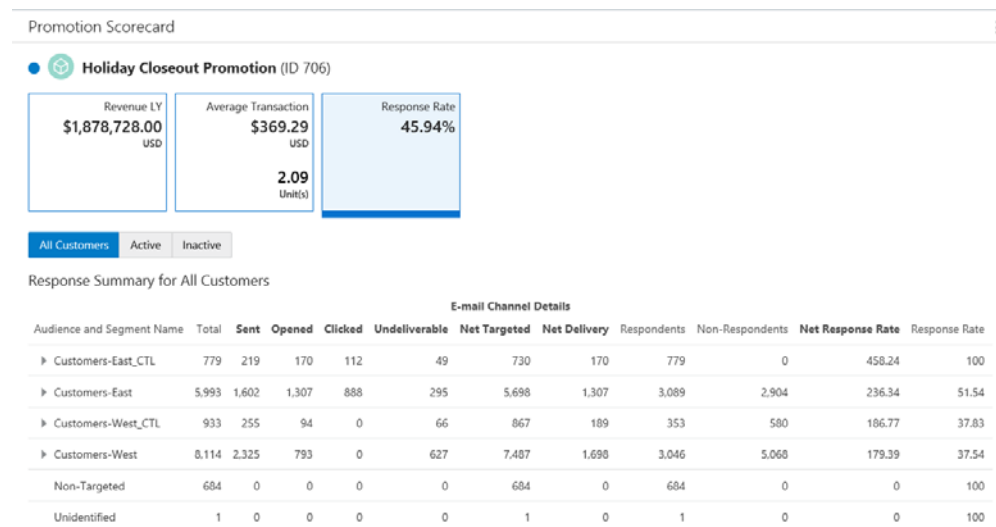 Promotion Scorecard
Holiday Closeout Promotion (ID 706)
Revenue LY
$1,878,728.00
USD
Average Transaction
$369.29
USD
2.09
Unit(s)
Response Rate
45.94%
All Customers Active Inactive
Response Summary for All Customers
E-mail Channel Details
Audience and Segment Name Total Sent Opened Clicked Undeliverable Net Targeted Net Delivery Respondents Non-Respondents Net Response Rate Response Rate
Customers-East_CTL 779 219 170 112 49 730 170 779 0 458.24 100
Customers-East 5,993 1,602 1,307 888 295 5,698 1,307 3,089 2,904 236.34 51.54
Customers-West_CTL 933 255 94 0 66 867 189 353 580 186.77 37.83
Customers-West 8,114 2,325 793 0 627 7,487 1,698 3,046 5,068 179.39 37.54
Non-Targeted 684 0 0 0 0 684 0 684 0 0 100
Unidentified 1 0 0 0 0 1 0 1 0 0 100